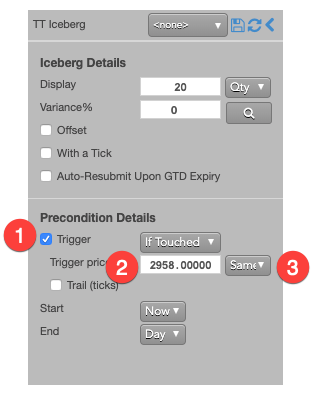 TT Iceberg <none>
Iceberg Details
Display 20 Qty
Variance% 0
Offset
With a Tick
Auto-Resubmit Upon GTD Expiry
Precondition Details
1 Trigger If Touched
Trigger pric 2 2958.00000 Same 3
Trail (ticks)
Start Now
End Day